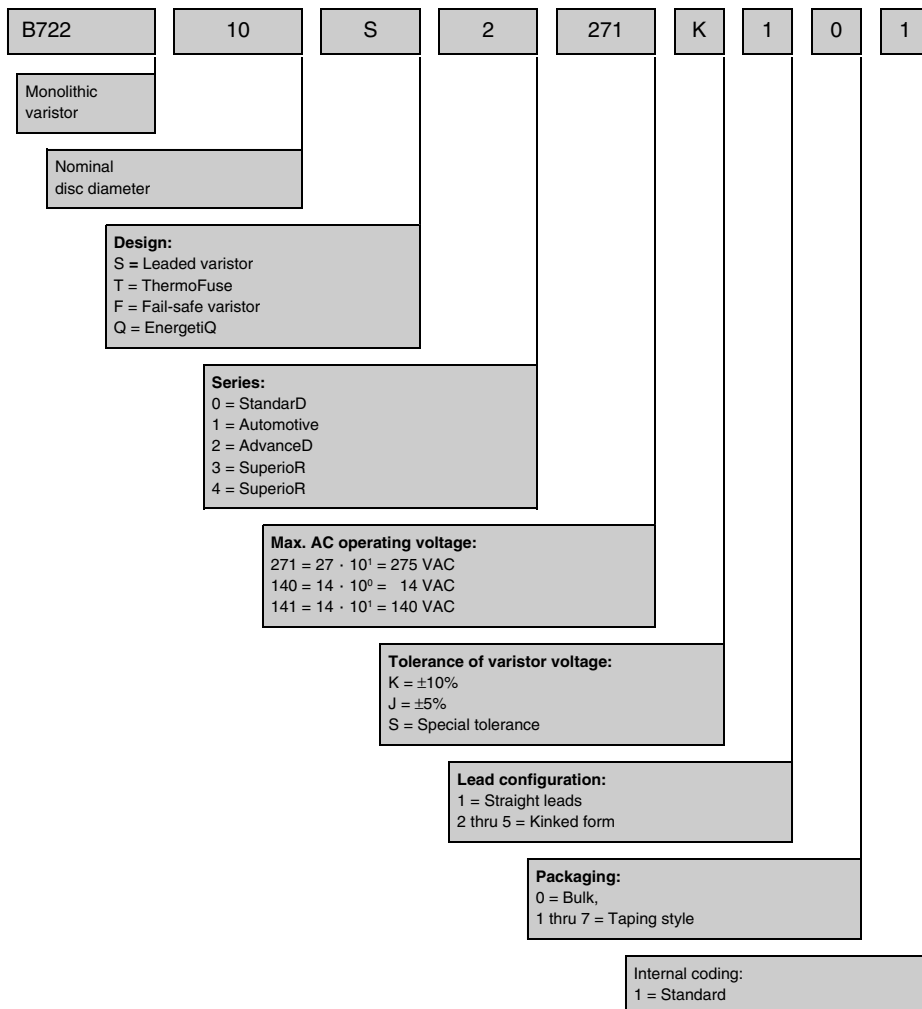 B722 10 S 2 271 K 1 0 1
Monolithic
varistor
Nominal
disc diameter
Design:
S = Leaded varistor
T = ThermoFuse
F = Fail-safe varistor
Q = EnergetiQ
Series:
0 = StandarD
1 = Automotive
2 = AdvanceD
3 = SuperioR
4 = SuperioR
Max. AC operating voltage:
271 = 27 · 10¹ = 275 VAC
140 = 14 · 10⁰ = 14 VAC
141 = 14 · 10¹ = 140 VAC
Tolerance of varistor voltage:
K = ±10%
J = ±5%
S = Special tolerance
Lead configuration:
1 = Straight leads
2 thru 5 = Kinked form
Packaging:
0 = Bulk,
1 thru 7 = Taping style
Internal coding:
1 = Standard